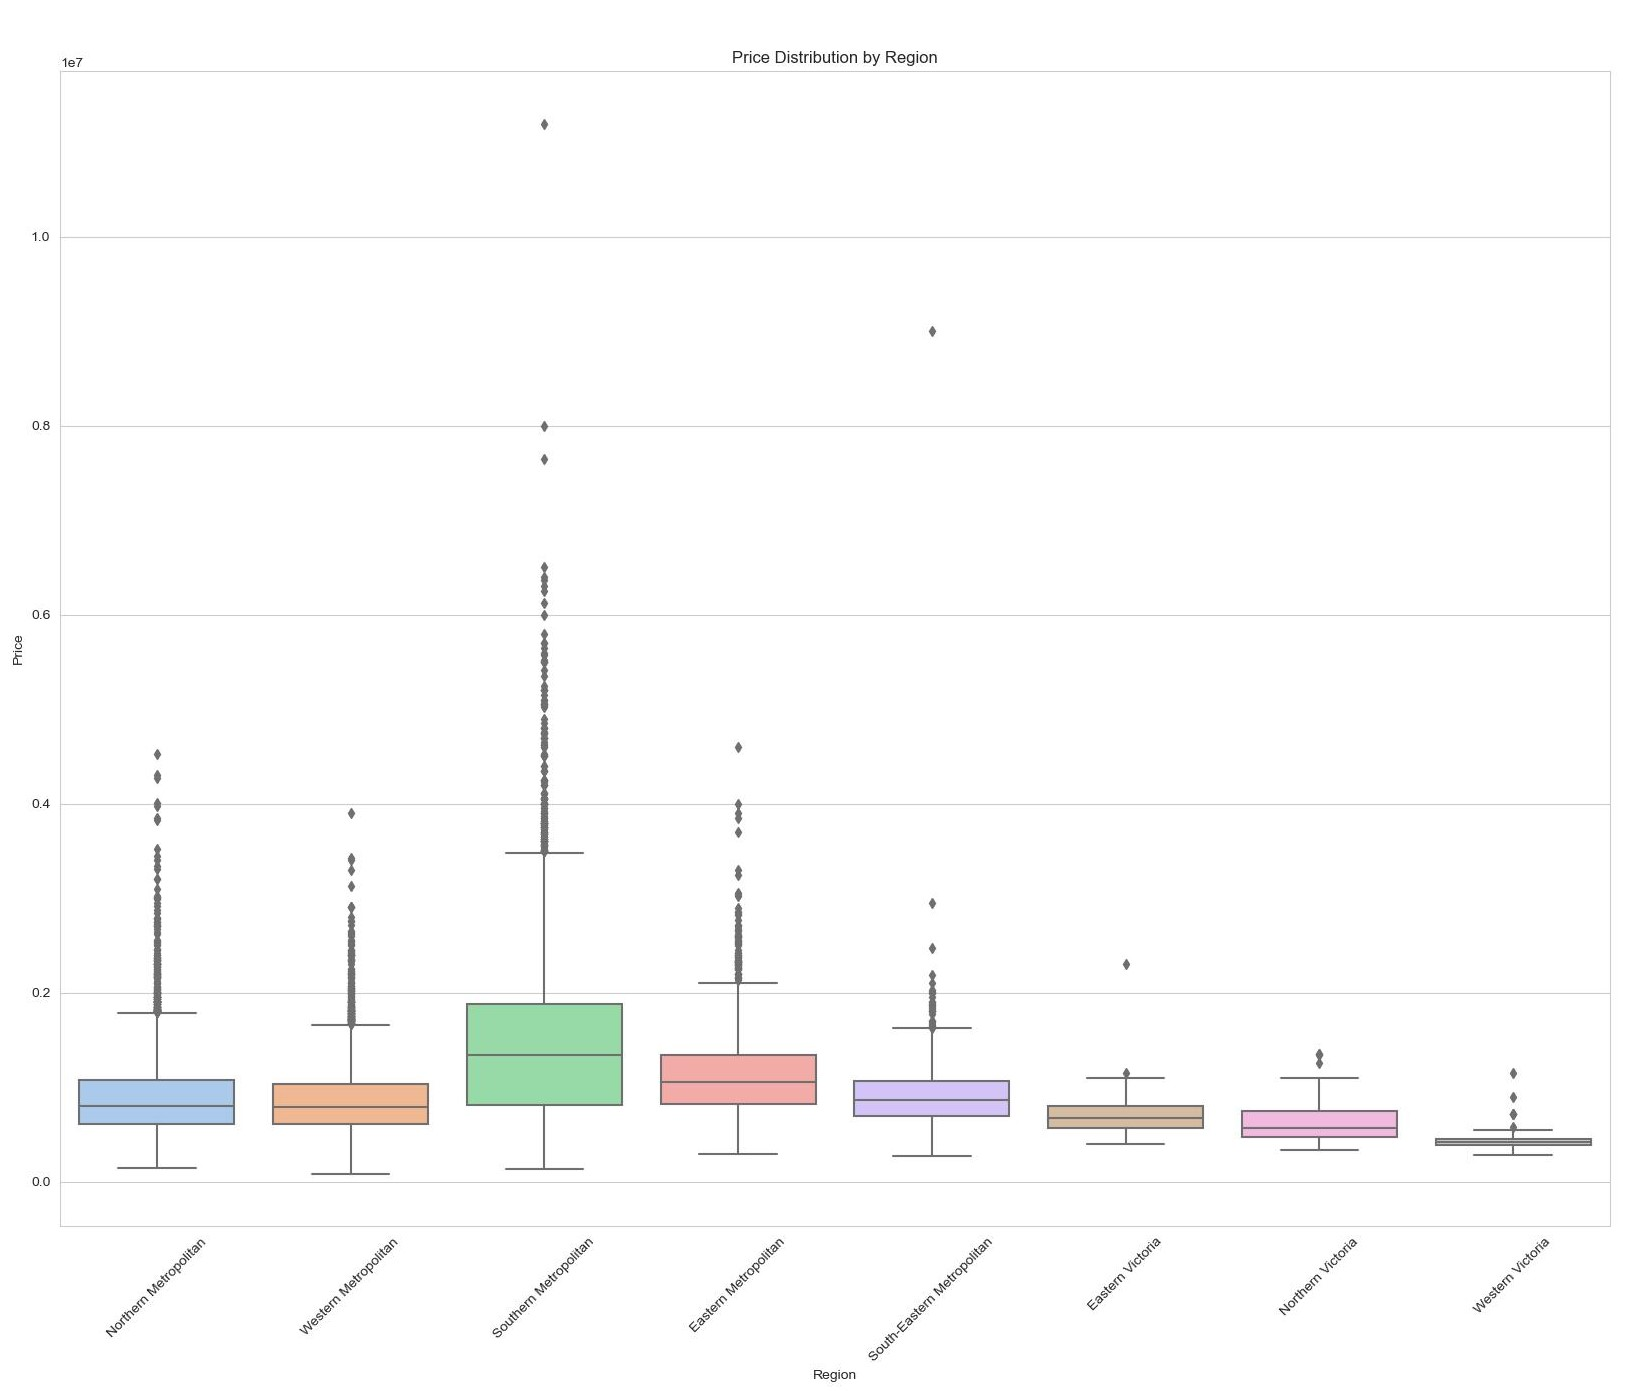 Price Distribution by Region
1e7
1.0
0.8
0.6
0.4
0.2
0.0
Price
Northern Metropolitan
Western Metropolitan
Southern Metropolitan
Eastern Metropolitan
South-Eastern Metropolitan
Eastern Victoria
Northern Victoria
Western Victoria
Region